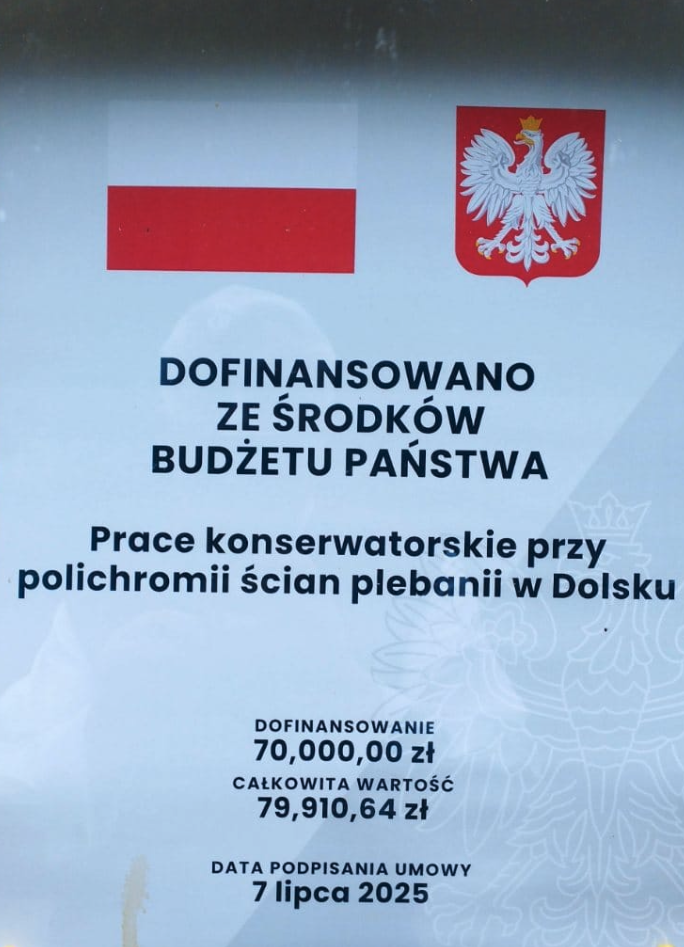 DOFINANSOWANO
ZE ŚRODKÓW
BUDŻETU PAŃSTWA
Prace konserwatorskie przy
polichromii ścian plebanii w Dolsku
DOFINANSOWANIE
70,000,00 zł
CAŁKOWITA WARTOŚĆ
79,910,64 zł
DATA PODPISANIA UMOWY
7 lipca 2025